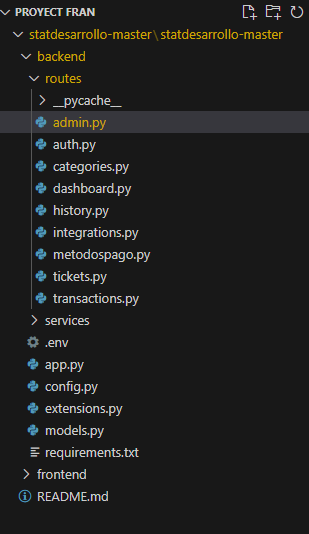 PROYECT FRAN
statdesarrollo-master\statdesarrollo-master
backend
routes
__pycache__
admin.py
auth.py
categories.py
dashboard.py
history.py
integrations.py
metodospago.py
tickets.py
transactions.py
services
.env
app.py
config.py
extensions.py
models.py
requirements.txt
frontend
README.md